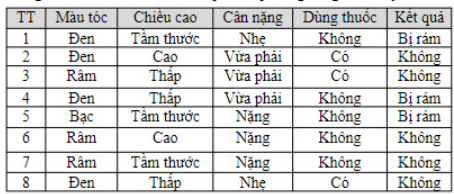 TT Màu tóc Chiều cao Cân nặng Dùng thuốc Kết quả
1 Đen Tầm thước Nhẹ Không Bị rám
2 Đen Cao Vừa phải Có Không
3 Râm Thấp Vừa phải Có Không
4 Đen Thấp Vừa phải Không Bị rám
5 Bạc Tầm thước Nặng Không Bị rám
6 Râm Cao Nặng Không Không
7 Râm Tầm thước Nặng Không Không
8 Đen Thấp Nhẹ Có Không